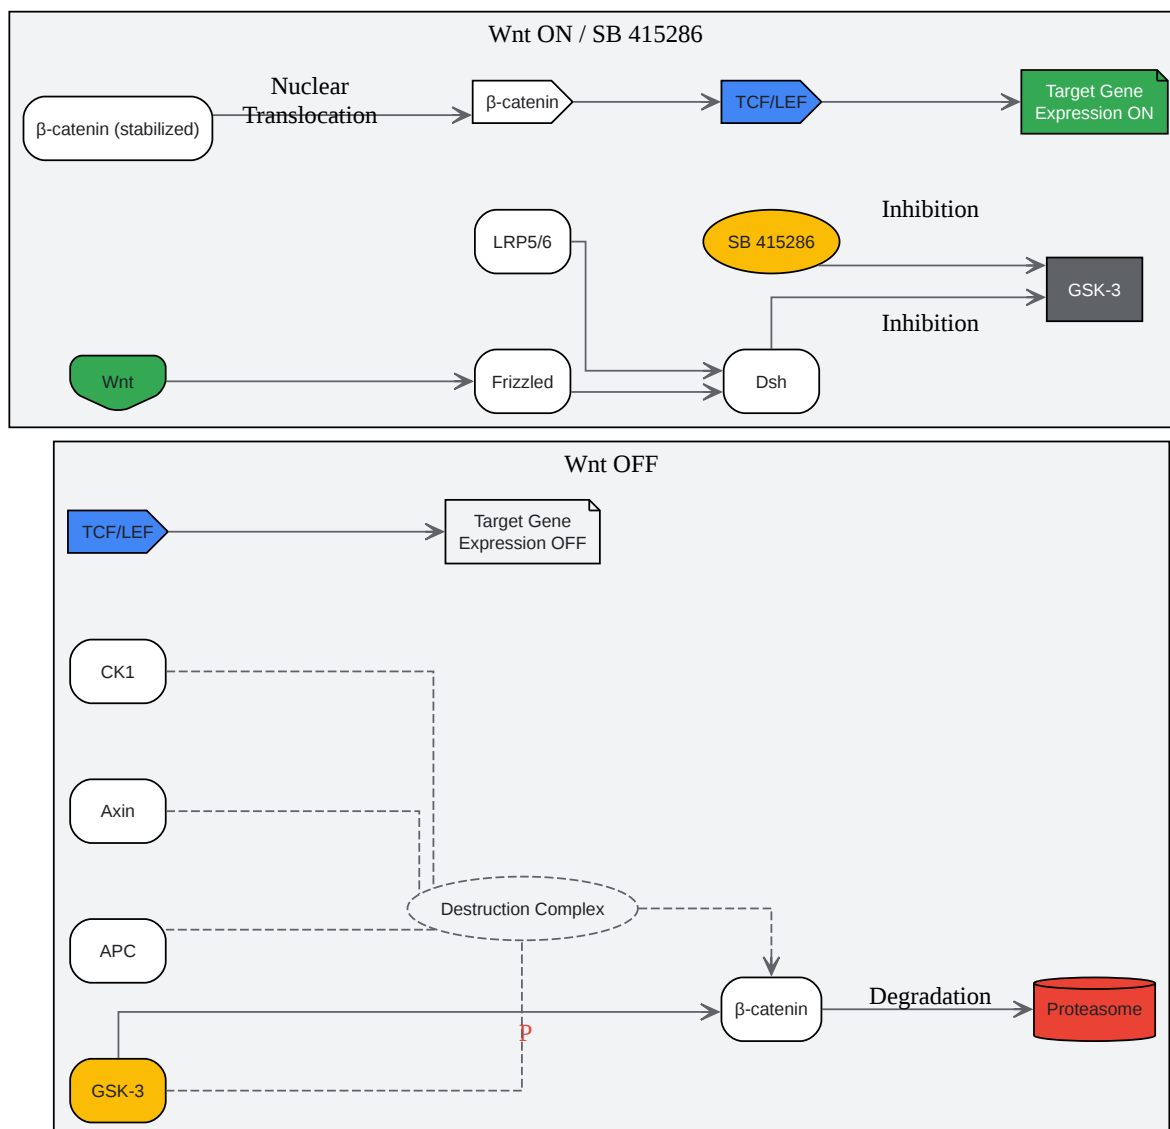 Wnt ON / SB 415286
Nuclear
Translocation
β-catenin (stabilized)
β-catenin
TCF/LEF
Target Gene
Expression ON
LRP5/6
SB 415286
Inhibition
GSK-3
Inhibition
Wnt
Frizzled
Dsh
Wnt OFF
TCF/LEF
Target Gene
Expression OFF
CK1
Axin
Destruction Complex
APC
β-catenin
Degradation
Proteasome
P
GSK-3